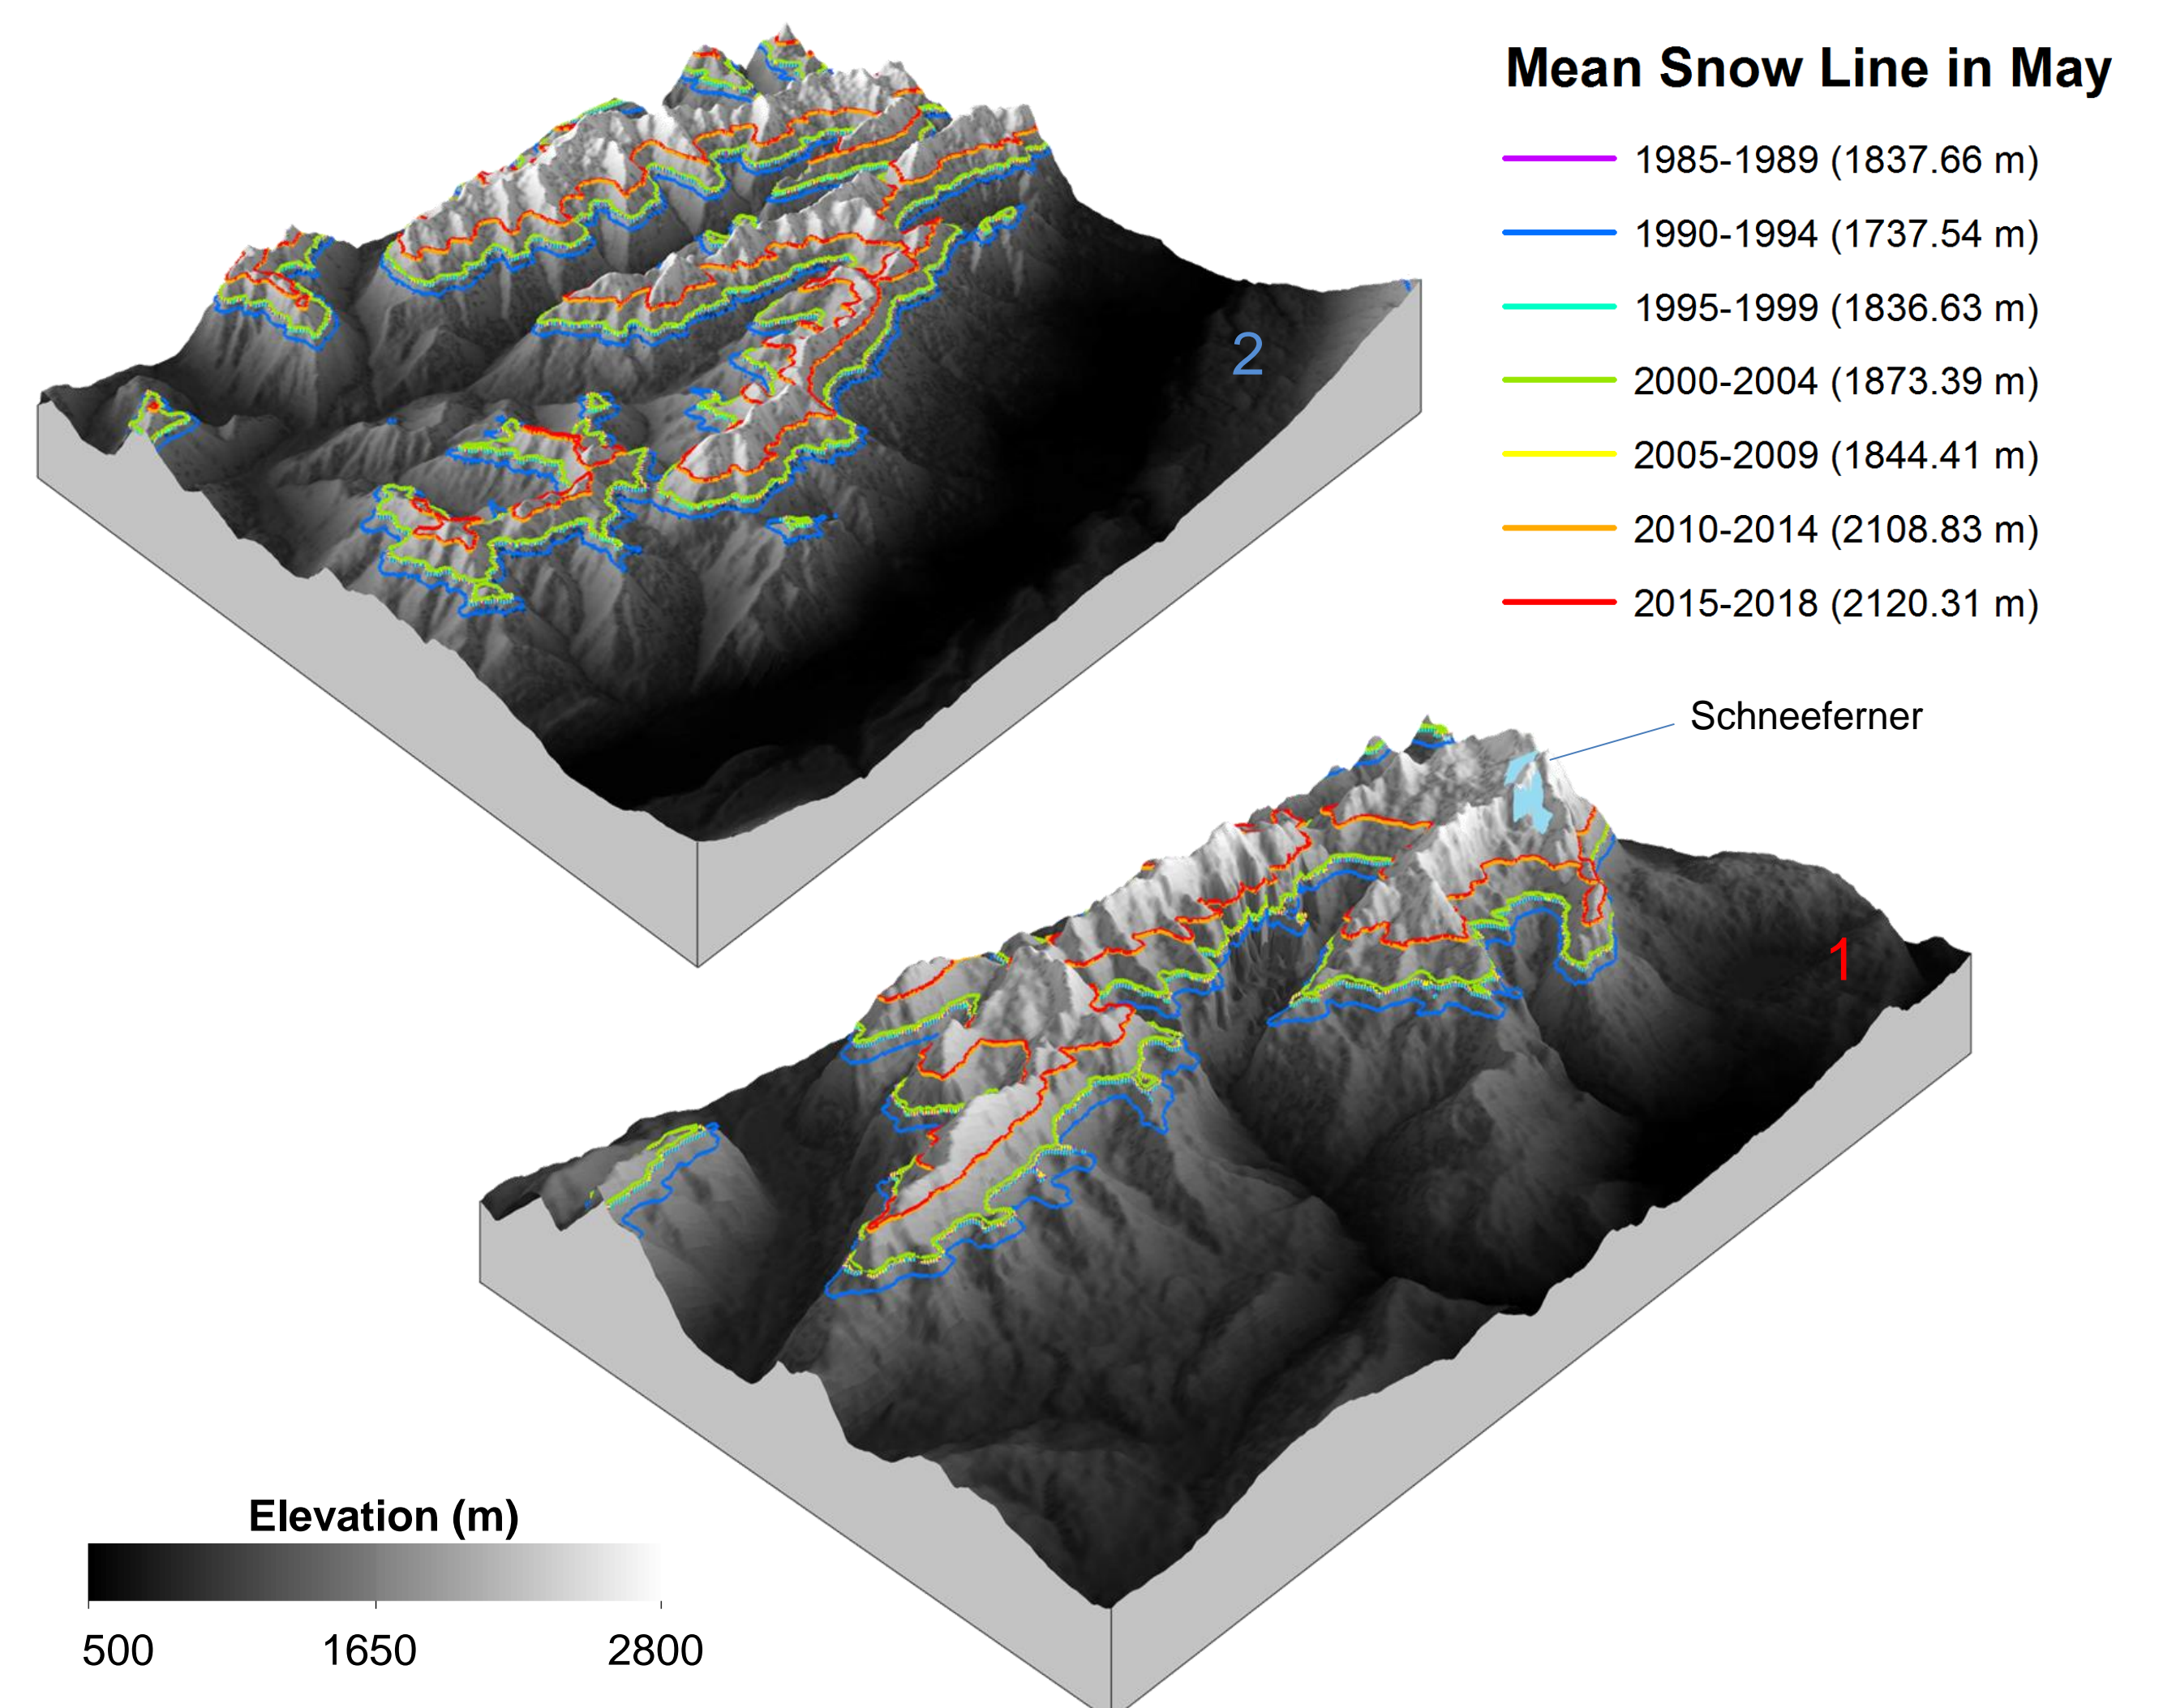 Mean Snow Line in May
1985-1989 (1837.66 m)
1990-1994 (1737.54 m)
1995-1999 (1836.63 m)
2000-2004 (1873.39 m)
2005-2009 (1844.41 m)
2010-2014 (2108.83 m)
2015-2018 (2120.31 m)
2
Schneeferner
1
Elevation (m)
500 1650 2800